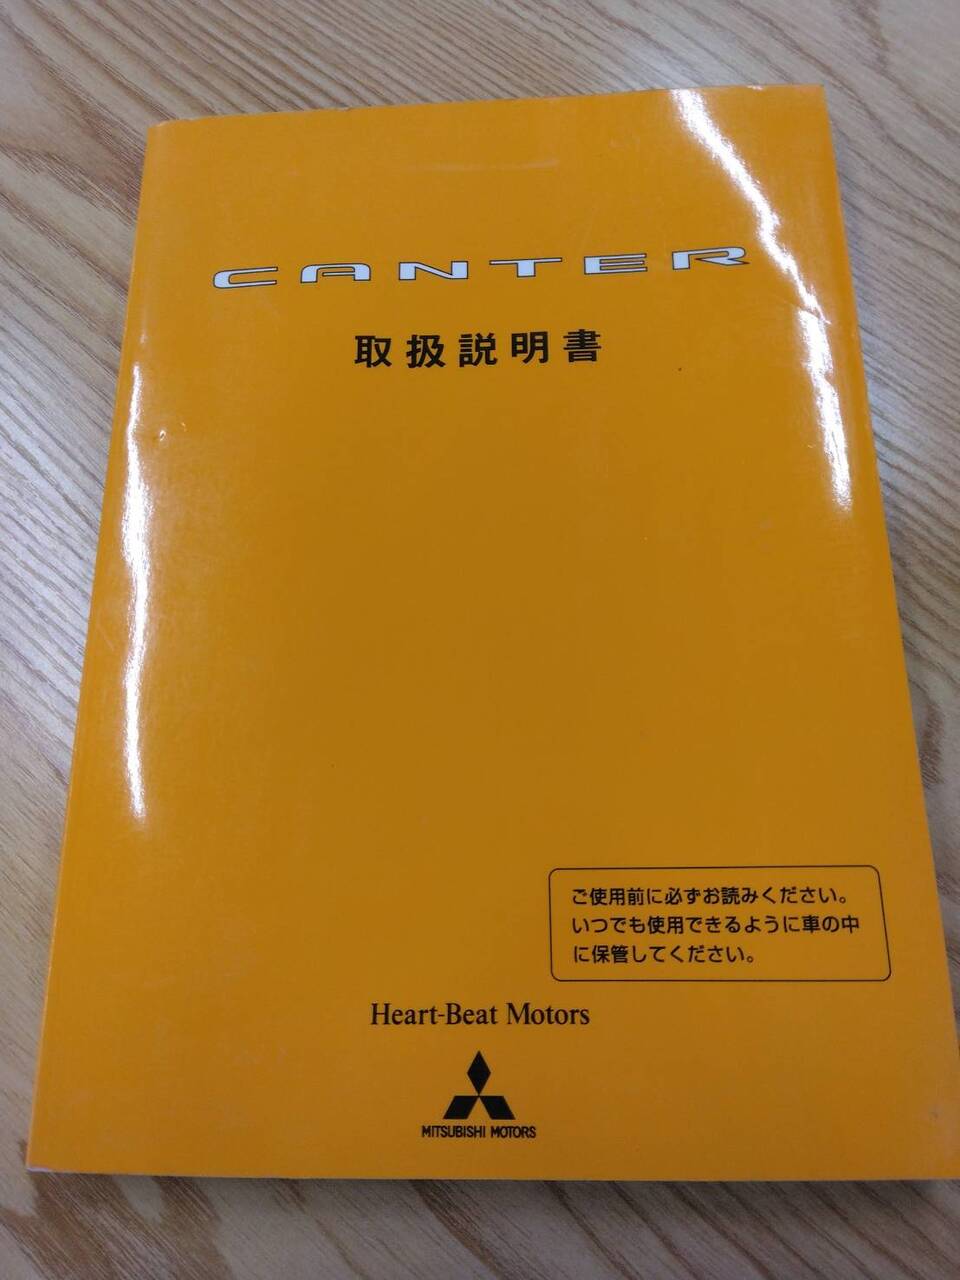 CANTER
取扱説明書
ご使用前に必ずお読みください。
いつでも使用できるように車の中
に保管してください。
Heart-Beat Motors
MITSUBISHI MOTORS